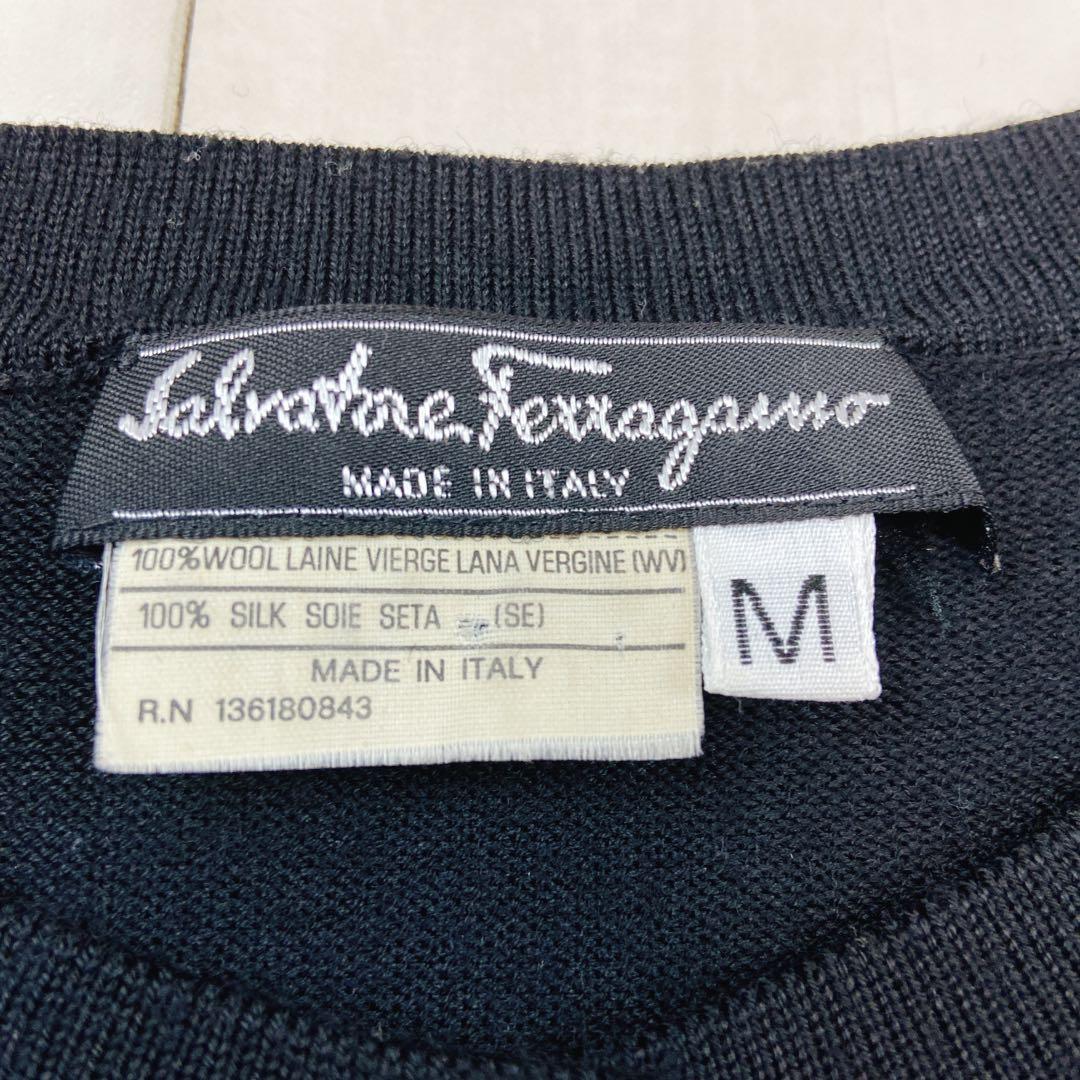 Salvatore Ferragamo
MADE IN ITALY
100%WOOL LAINE VIERGE LANA VERGINE (WV)
100% SILK SOIE SETA (SE)
MADE IN ITALY
R.N 136180843
M